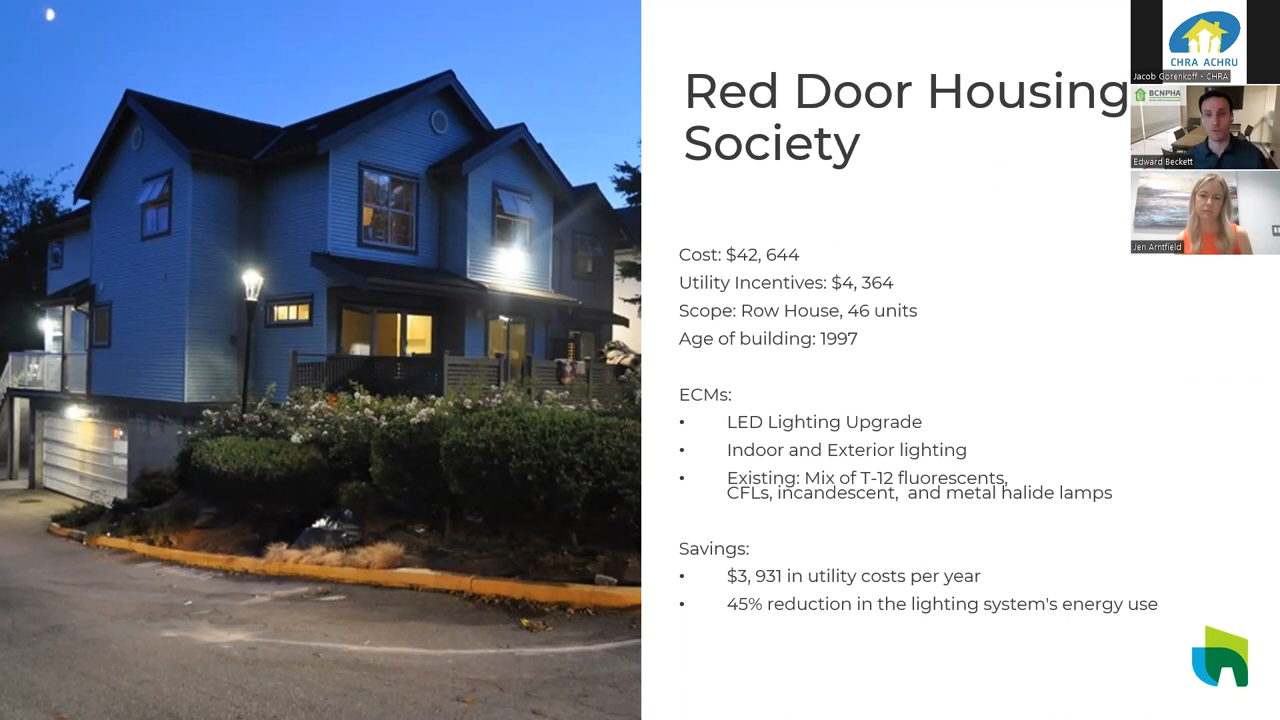 Red Door Housing
Society
Cost: $42, 644
Utility Incentives: $4, 364
Scope: Row House, 46 units
Age of building: 1997
ECMs:
• LED Lighting Upgrade
• Indoor and Exterior lighting
• Existing: Mix of T-12 fluorescents,
CFLs, incandescent, and metal halide lamps
Savings:
• $3, 931 in utility costs per year
• 45% reduction in the lighting system's energy use
CHRA ACHRU
Jacob Gorenkoff - CHRA
BCNPHA
Edward Beckett
Jen Arntfield